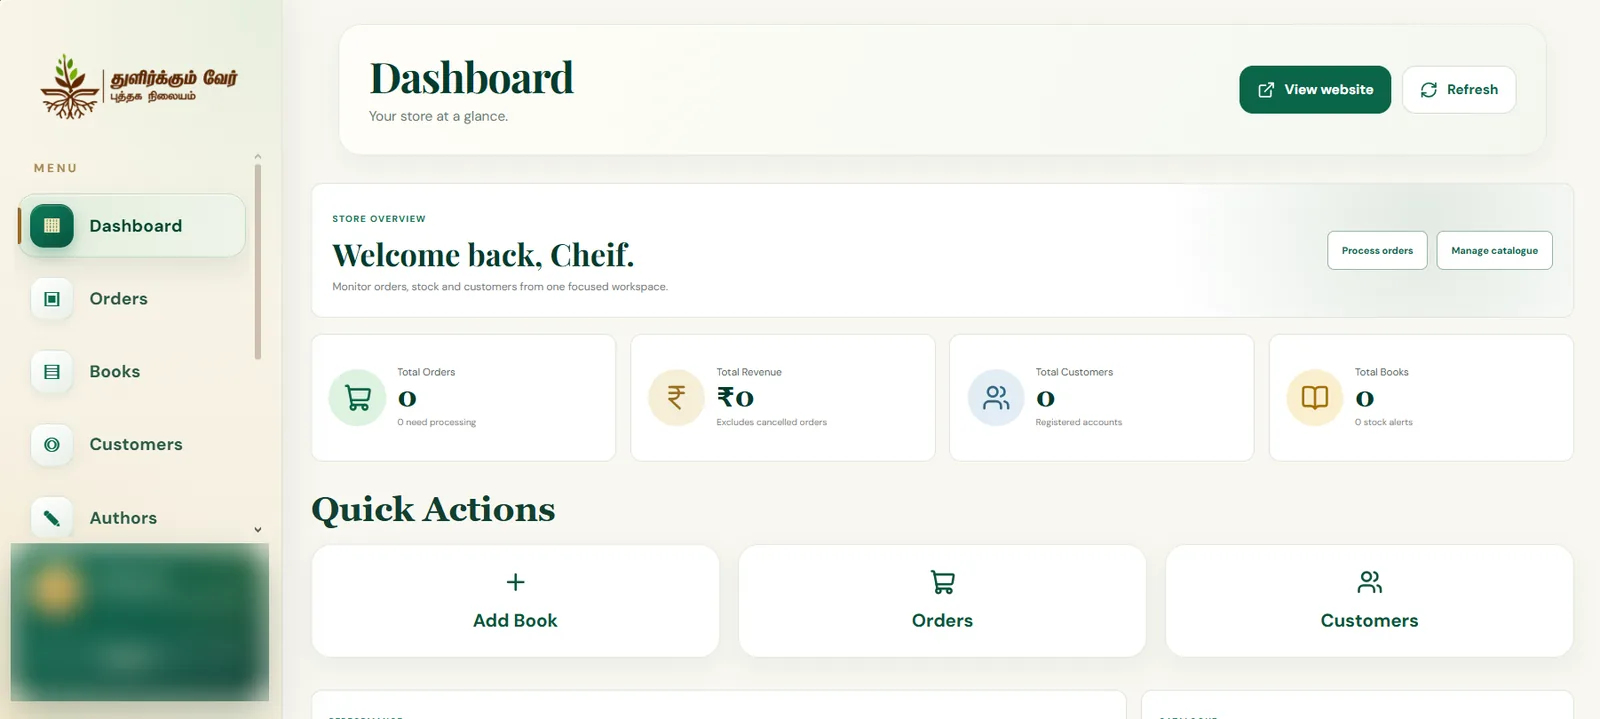 துளிர்க்கும் வேர்
புத்தக நிலையம்
MENU
Dashboard
Orders
Books
Customers
Authors
Dashboard
Your store at a glance.
View website
Refresh
STORE OVERVIEW
Welcome back, Cheif.
Monitor orders, stock and customers from one focused workspace.
Process orders
Manage catalogue
Total Orders
0
0 need processing
Total Revenue
₹0
Excludes cancelled orders
Total Customers
0
Registered accounts
Total Books
0
0 stock alerts
Quick Actions
Add Book
Orders
Customers